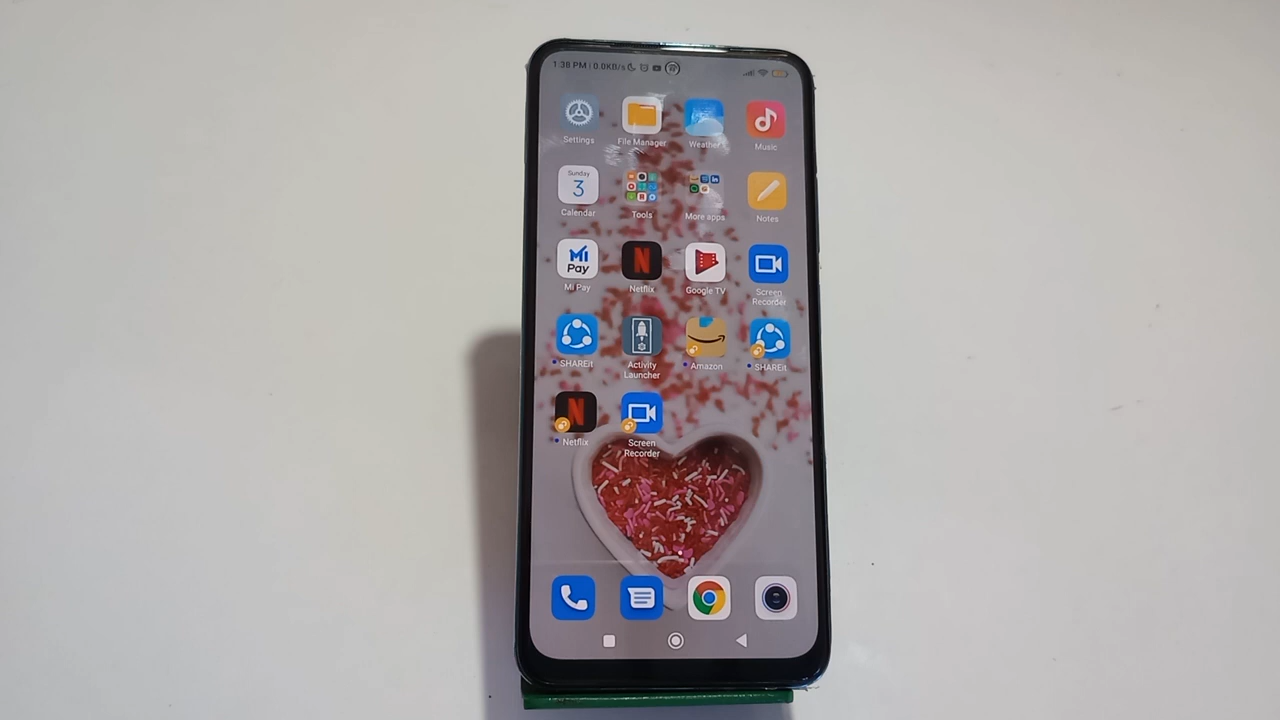 1:38 PM | 0.0KB/s
Settings
File Manager
Weather
Music
Sunday
3
Calendar
Tools
More apps
Notes
Mi
Pay
Mi Pay
N
Netflix
Google TV
Screen
Recorder
SHAREit
Activity
Launcher
Amazon
SHAREit
N
Netflix
Screen
Recorder